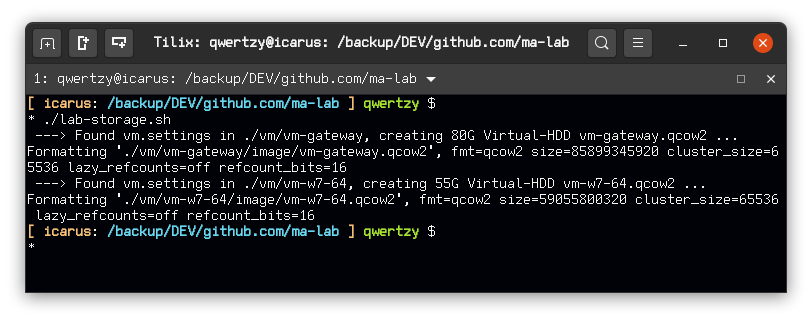 Tilix: qwertzy@icarus: /backup/DEV/github.com/ma-lab
1: qwertzy@icarus: /backup/DEV/github.com/ma-lab
[ icarus: /backup/DEV/github.com/ma-lab ] qwertzy $
* ./lab-storage.sh
 ---> Found vm.settings in ./vm/vm-gateway, creating 80G Virtual-HDD vm-gateway.qcow2 ...
Formatting './vm/vm-gateway/image/vm-gateway.qcow2', fmt=qcow2 size=85899345920 cluster_size=6
5536 lazy_refcounts=off refcount_bits=16
 ---> Found vm.settings in ./vm/vm-w7-64, creating 55G Virtual-HDD vm-w7-64.qcow2 ...
Formatting './vm/vm-w7-64/image/vm-w7-64.qcow2', fmt=qcow2 size=59055800320 cluster_size=65536
 lazy_refcounts=off refcount_bits=16
[ icarus: /backup/DEV/github.com/ma-lab ] qwertzy $
*